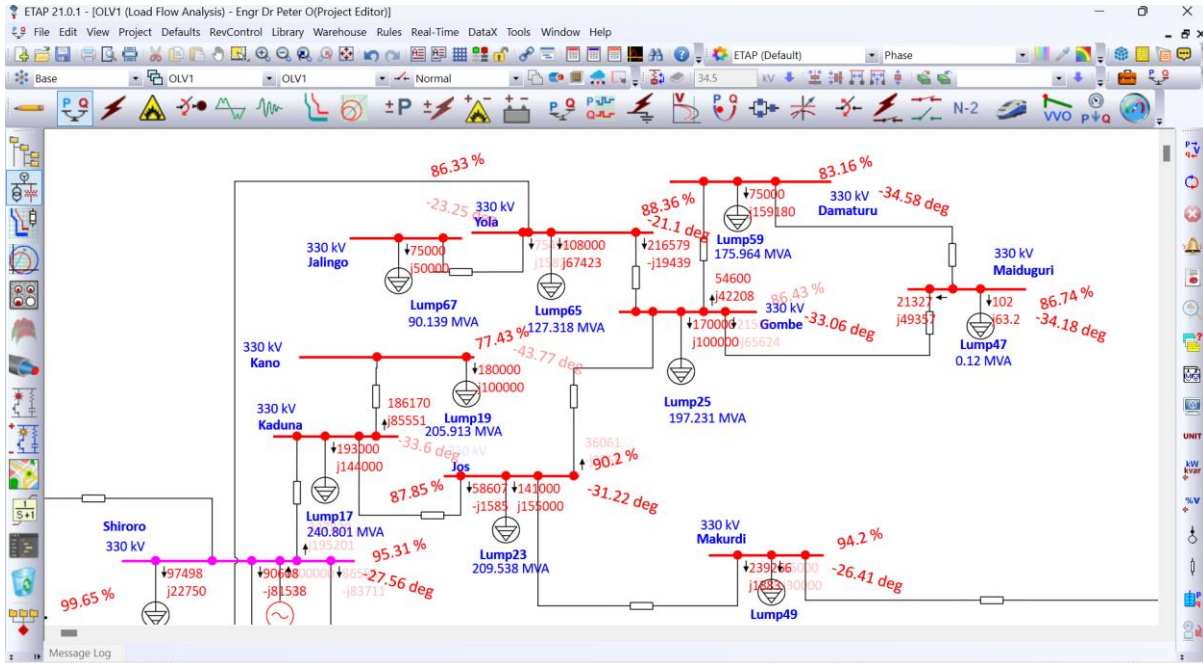 ETAP 21.0.1 - [OLV1 (Load Flow Analysis) - Engr Dr Peter O(Project Editor)]
File Edit View Project Defaults RevControl Library Warehouse Rules Real-Time DataX Tools Window Help
ETAP (Default) Phase
Base OLV1 OLV1 Normal 34.5 kV
N-2 VVO
86.33 %
83.16 %
-34.58 deg
-23.25
330 kV
Yola
88.36 %
-21.1 deg
75000
j159180
330 kV
Damaturu
Lump59
175.964 MVA
330 kV
Jalingo
75000
j50000
108000
j67423
216579
-j19439
330 kV
Maiduguri
54600
j42208
86.43 %
21327
j49357
102
j63.2
86.74 %
-34.18 deg
Lump67
90.139 MVA
Lump65
127.318 MVA
330 kV
Gombe
-33.06 deg
170000
j100000
j65624
Lump47
0.12 MVA
77.43 %
-43.77 deg
330 kV
Kano
180000
j100000
Lump25
197.231 MVA
186170
j85551
Lump19
205.913 MVA
330 kV
Kaduna
193000
j144000
-33.6 deg
Jos
36061
90.2 %
-31.22 deg
87.85 %
58607
-j1585
141000
j155000
Lump17
240.801 MVA
j195201
Shiroro
330 kV
95.31 %
-27.56 deg
Lump23
209.538 MVA
330 kV
Makurdi
94.2 %
-26.41 deg
239266
j1383
Lump49
99.65 %
97498
j22750
90608
-j81538
-j83711
UNIT
kW
kvar
%V
Message Log